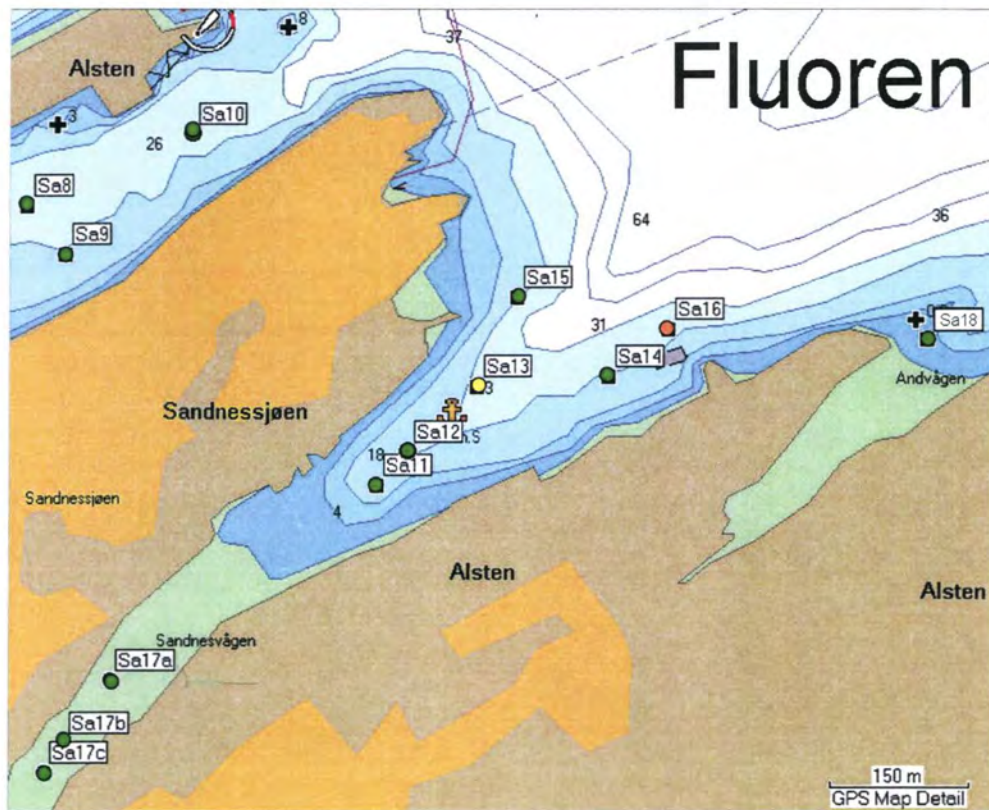 8
37
Fluoren
Alsten
3
Sa10
26
Sa8
64
36
Sa9
Sa15
Sa16
31
Sa18
Sa14
Sa13
3
Andvågen
Sandnessjøen
Sa12
h.S
18
Sa11
Sandnessjøen
4
Alsten
Alsten
Sandnesvågen
Sa17a
Sa17b
Sa17c
150 m
GPS Map Detail